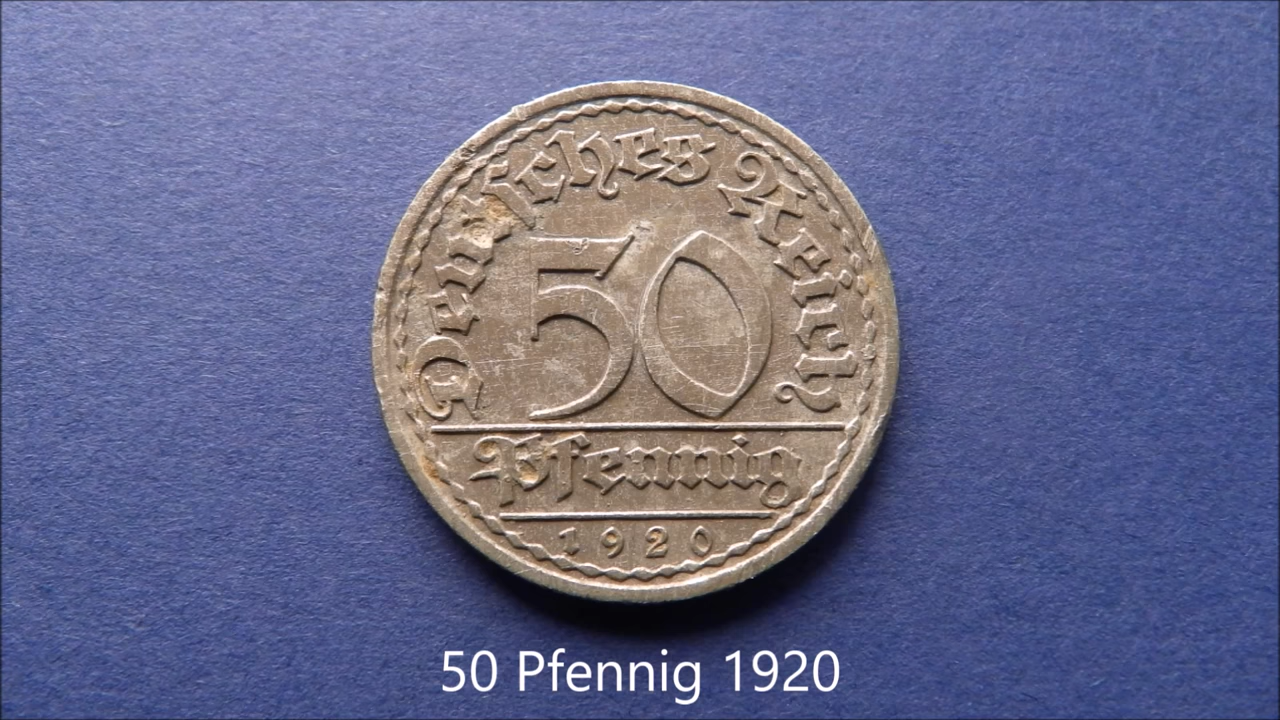 Deutsches Reich
50
Pfennig
1920
50 Pfennig 1920